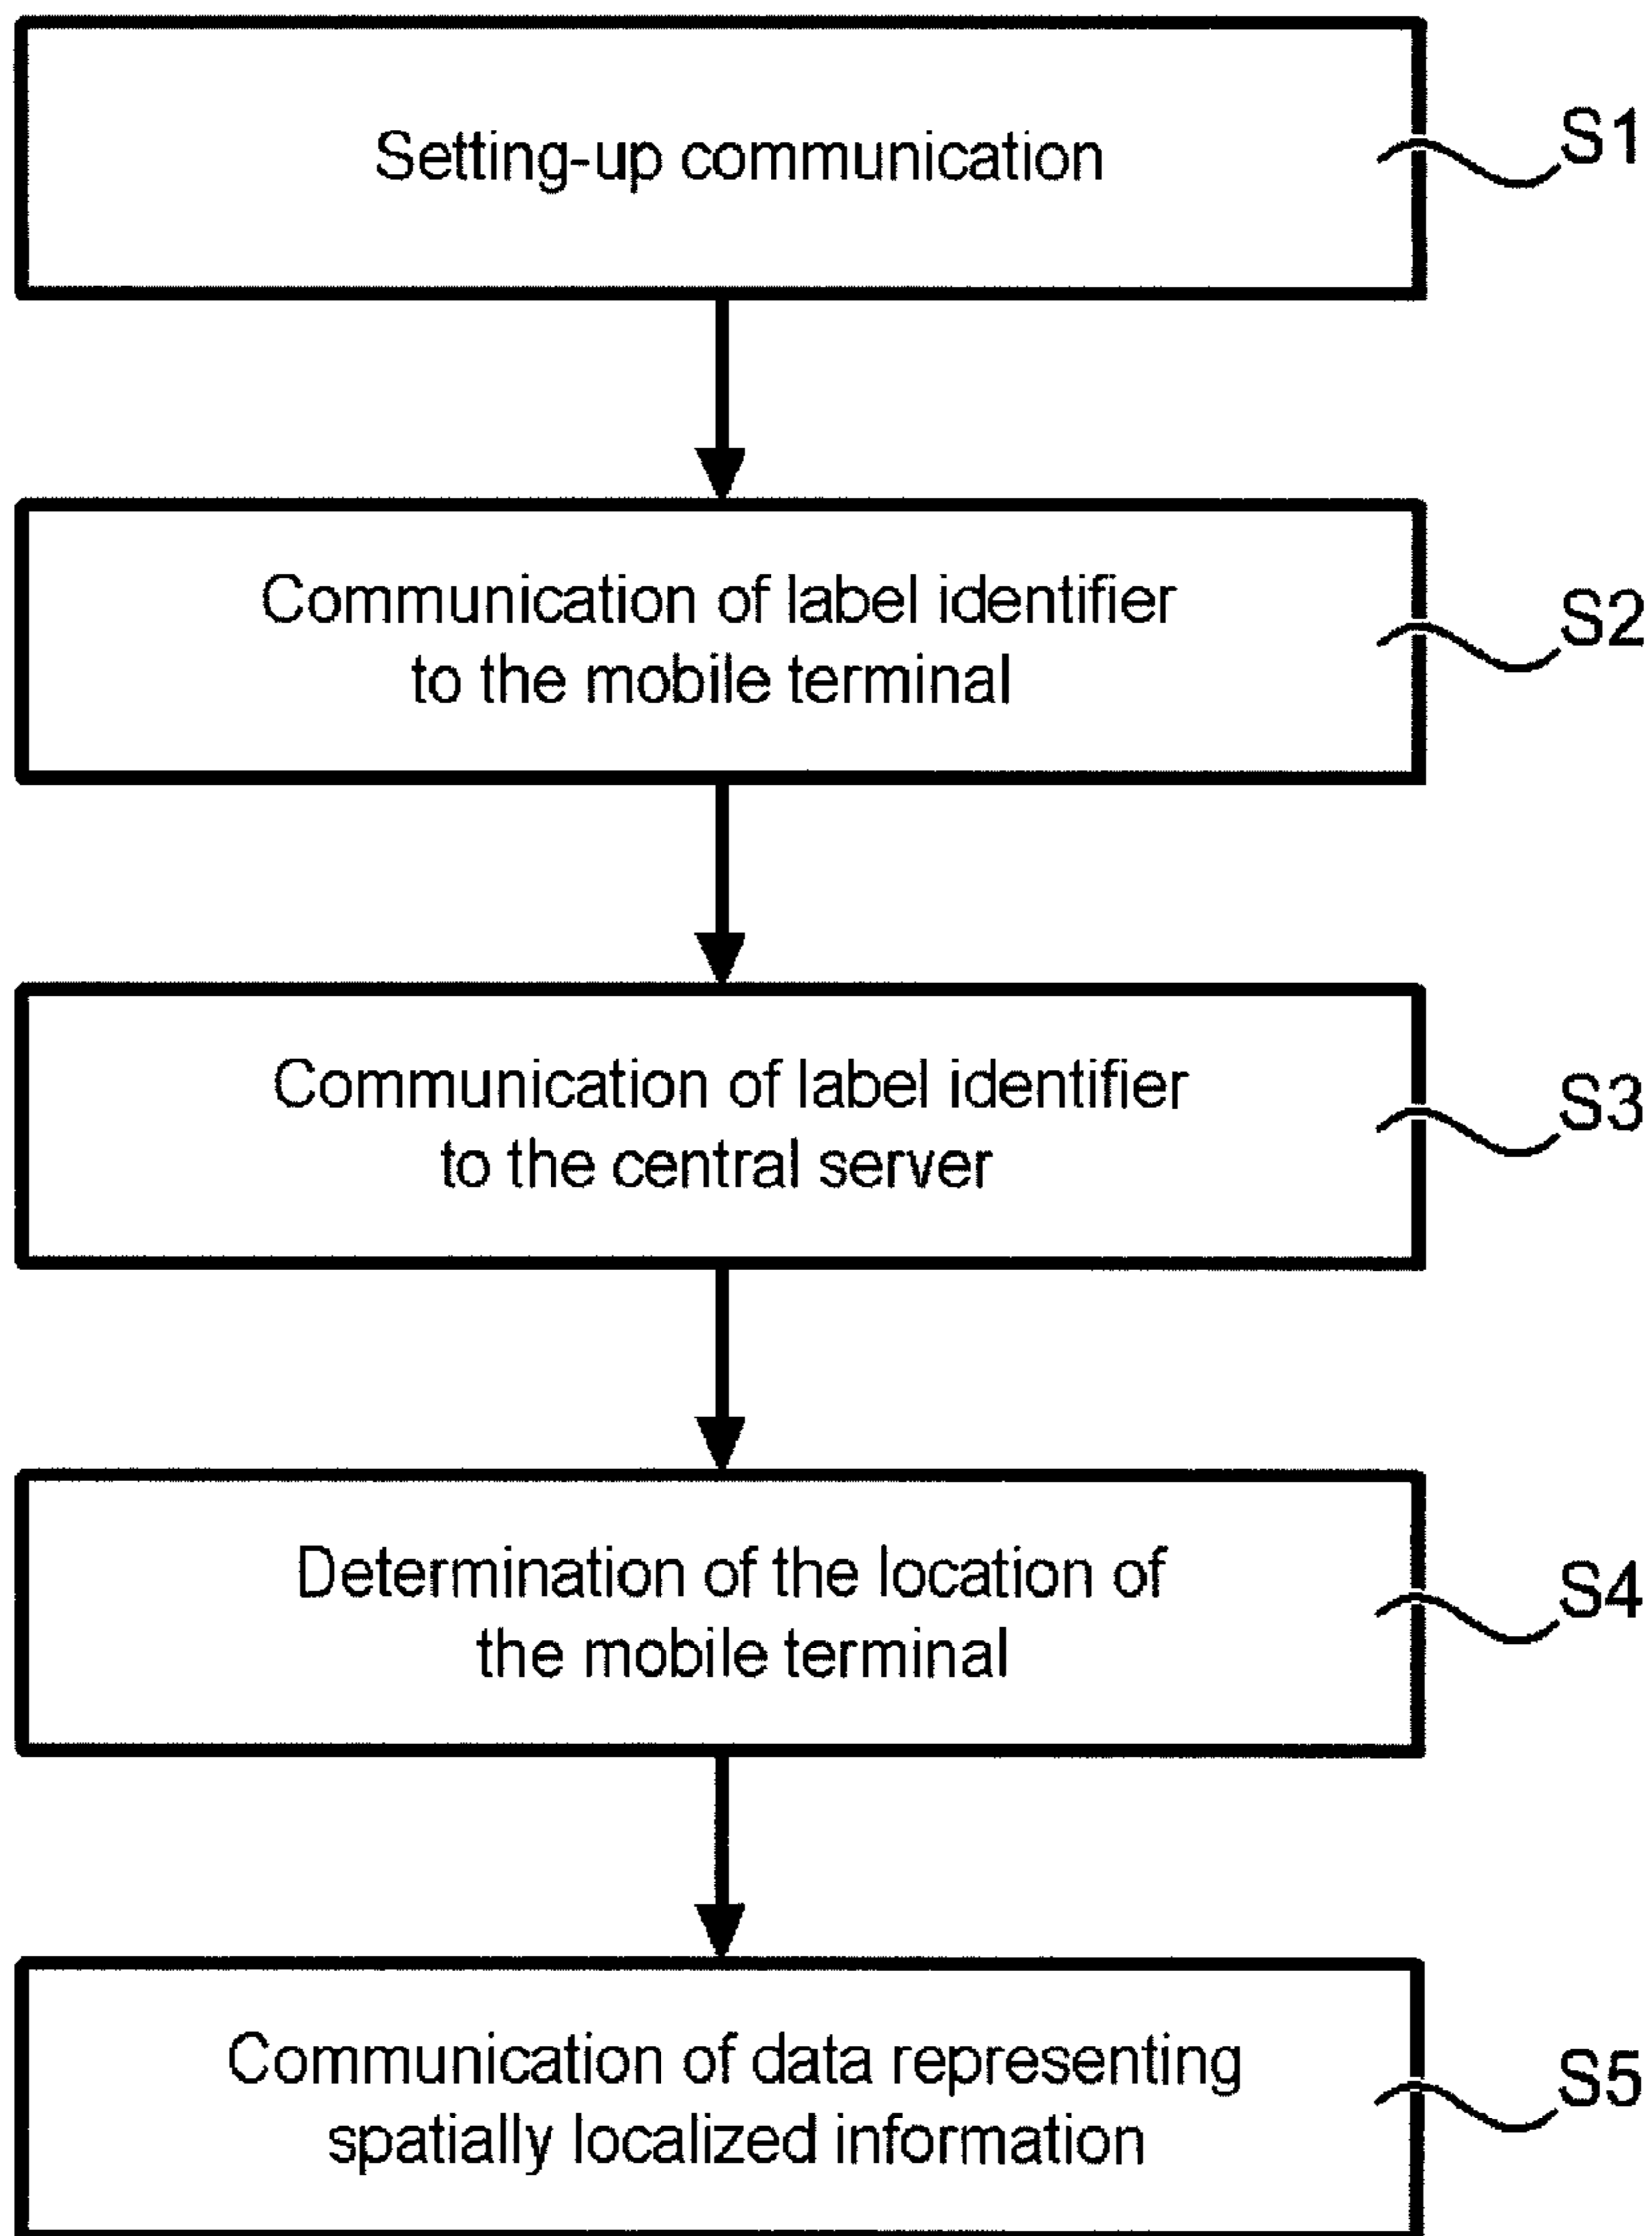 Setting-up communication
S1
Communication of label identifier
to the mobile terminal
S2
Communication of label identifier
to the central server
S3
Determination of the location of
the mobile terminal
S4
Communication of data representing
spatially localized information
S5